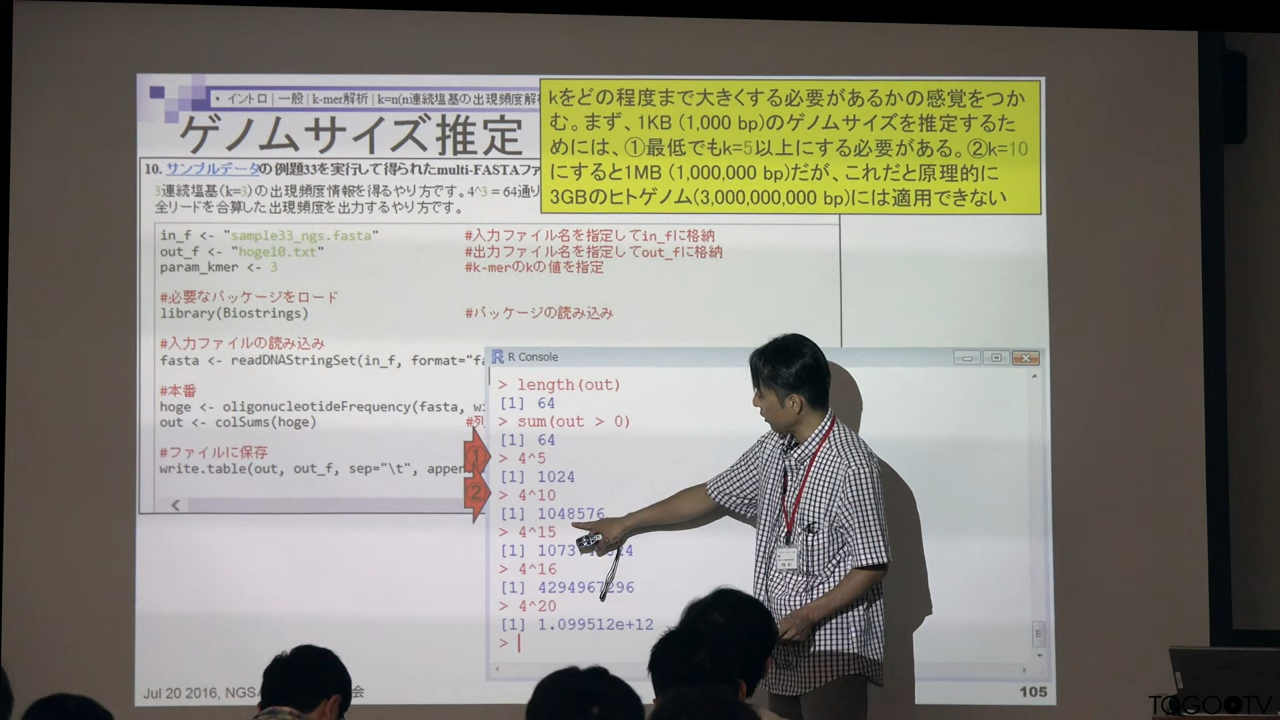 • イントロ | 一般 | k-mer解析 | k=n(n連続塩基の出現頻度解
ゲノムサイズ推定
kをどの程度まで大きくする必要があるかの感覚をつか
む。まず、1KB (1,000 bp)のゲノムサイズを推定するた
めには、①最低でもk=5以上にする必要がある。②k=10
にすると1MB (1,000,000 bp)だが、これだと原理的に
3GBのヒトゲノム(3,000,000,000 bp)には適用できない
10. サンプルデータの例題33を実行して得られたmulti-FASTAファ
3連続塩基(k=3)の出現頻度情報を得るやり方です。4^3 = 64通り
全リードを合算した出現頻度を出力するやり方です。
in_f <- "sample33_ngs.fasta" #入力ファイル名を指定してin_fに格納
out_f <- "hoge10.txt" #出力ファイル名を指定してout_fに格納
param_kmer <- 3 #k-merのkの値を指定
#必要なパッケージをロード
library(Biostrings) #パッケージの読み込み
#入力ファイルの読み込み
fasta <- readDNAStringSet(in_f, format="fa
#本番
hoge <- oligonucleotideFrequency(fasta, wi
out <- colSums(hoge) #列
#ファイルに保存
write.table(out, out_f, sep="\t", appen
R Console
> length(out)
[1] 64
> sum(out > 0)
[1] 64
① > 4^5
[1] 1024
② > 4^10
[1] 1048576
> 4^15
[1]
> 4^16
[1] 4294967296
> 4^20
[1] 1.099512e+12
>
Jul 20 2016, 会
105
TOGOTV